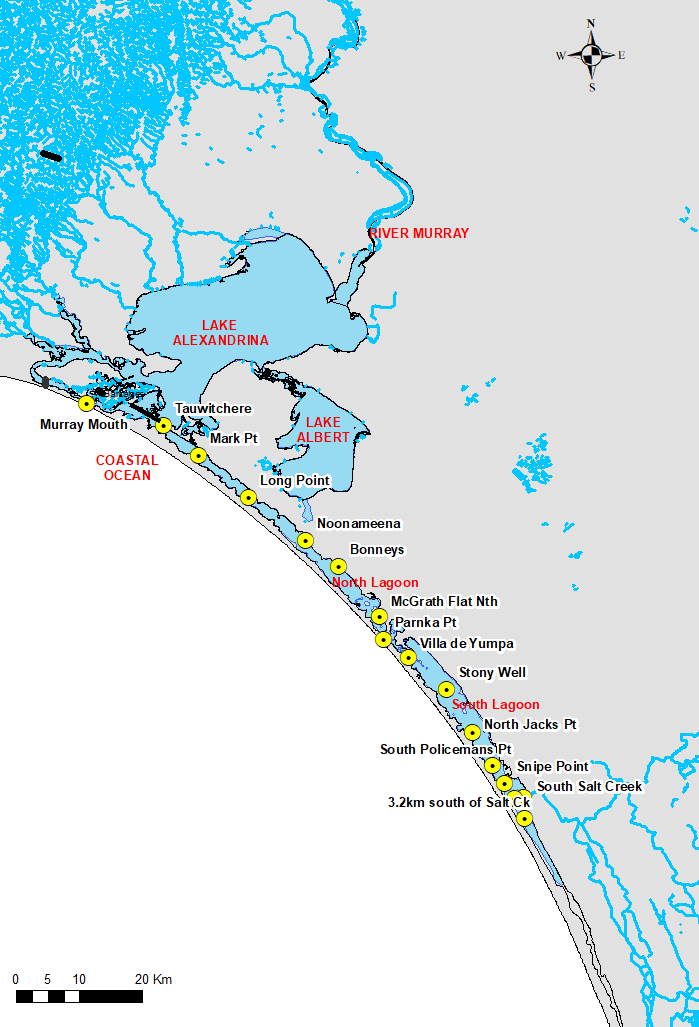 N
W E
S
RIVER MURRAY
LAKE
ALEXANDRINA
Tauwitchere
Murray Mouth
Mark Pt
LAKE
ALBERT
COASTAL
OCEAN
Long Point
Noonameena
Bonneys
North Lagoon
McGrath Flat Nth
Parnka Pt
Villa de Yumpa
Stony Well
South Lagoon
North Jacks Pt
South Policemans Pt
Snipe Point
South Salt Creek
3.2km south of Salt Ck
0 5 10 20 Km